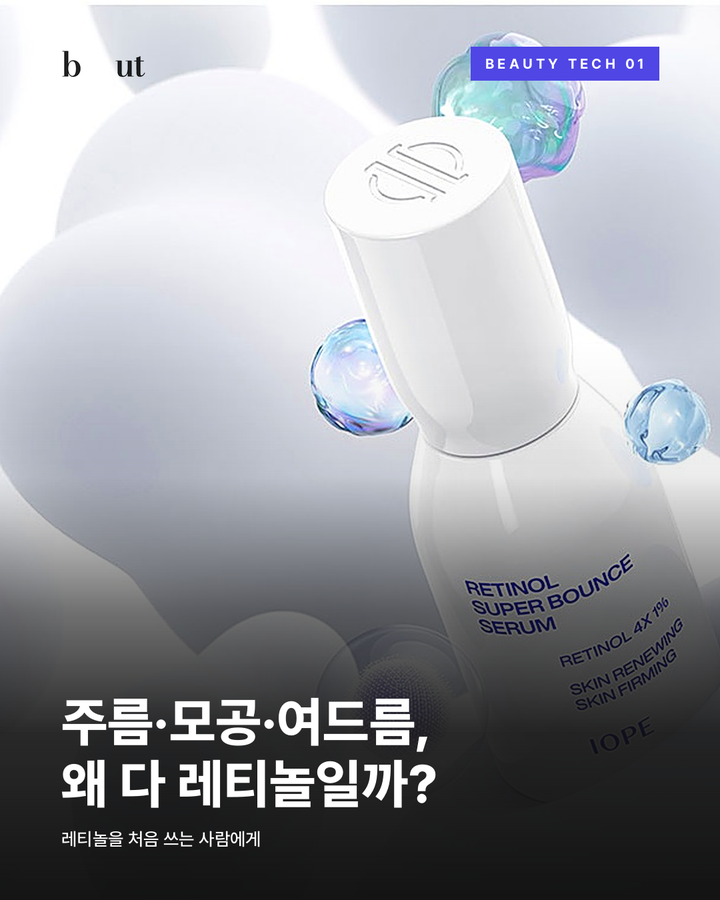 b ut
BEAUTY TECH 01
RETINOL
SUPER BOUNCE
SERUM
RETINOL 4X 1%
SKIN RENEWING
SKIN FIRMING
IOPE
주름·모공·여드름,
왜 다 레티놀일까?
레티놀을 처음 쓰는 사람에게